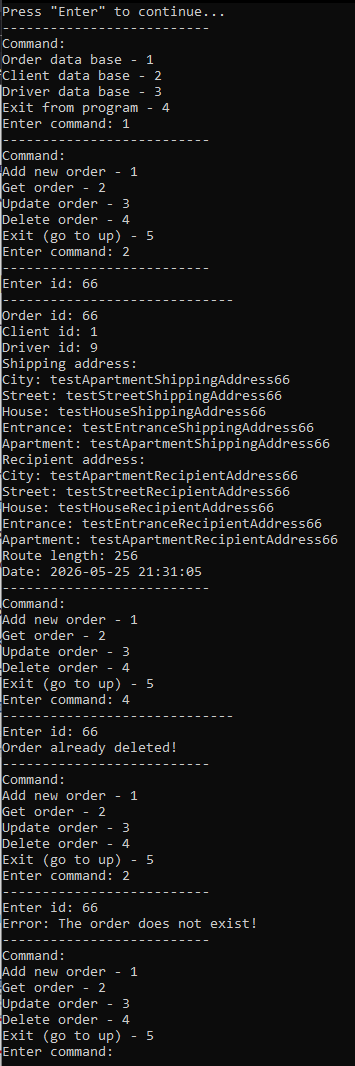 Press "Enter" to continue...
--------------------------
Command:
Order data base - 1
Client data base - 2
Driver data base - 3
Exit from program - 4
Enter command: 1
--------------------------
Command:
Add new order - 1
Get order - 2
Update order - 3
Delete order - 4
Exit (go to up) - 5
Enter command: 2
--------------------------
Enter id: 66
-----------------------------
Order id: 66
Client id: 1
Driver id: 9
Shipping address:
City: testApartmentShippingAddress66
Street: testStreetShippingAddress66
House: testHouseShippingAddress66
Entrance: testEntranceShippingAddress66
Apartment: testApartmentShippingAddress66
Recipient address:
City: testApartmentRecipientAddress66
Street: testStreetRecipientAddress66
House: testHouseRecipientAddress66
Entrance: testEntranceRecipientAddress66
Apartment: testApartmentRecipientAddress66
Route length: 256
Date: 2026-05-25 21:31:05
--------------------------
Command:
Add new order - 1
Get order - 2
Update order - 3
Delete order - 4
Exit (go to up) - 5
Enter command: 4
-----------------------------
Enter id: 66
Order already deleted!
--------------------------
Command:
Add new order - 1
Get order - 2
Update order - 3
Delete order - 4
Exit (go to up) - 5
Enter command: 2
--------------------------
Enter id: 66
Error: The order does not exist!
--------------------------
Command:
Add new order - 1
Get order - 2
Update order - 3
Delete order - 4
Exit (go to up) - 5
Enter command: